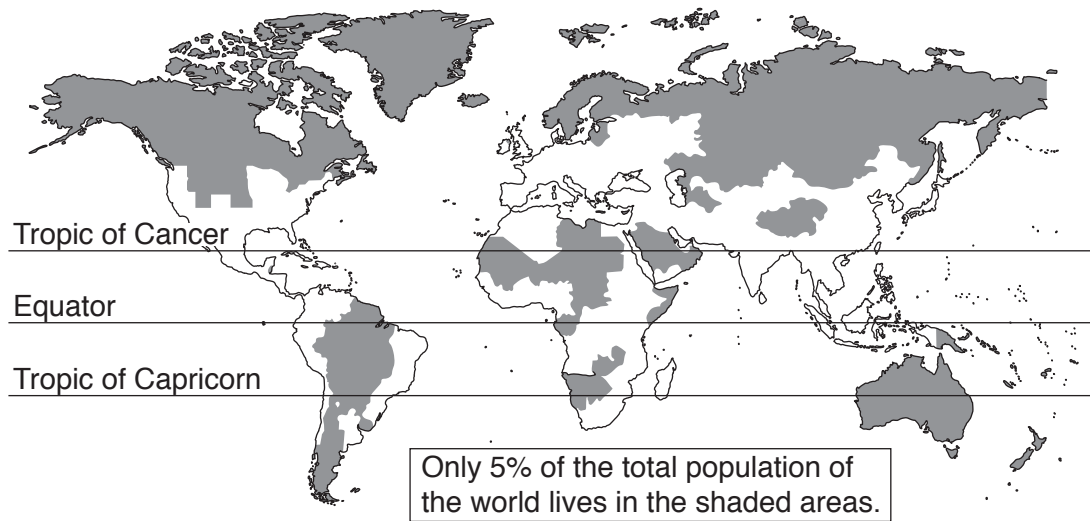 Tropic of Cancer
Equator
Tropic of Capricorn
Only 5% of the total population of
the world lives in the shaded areas.